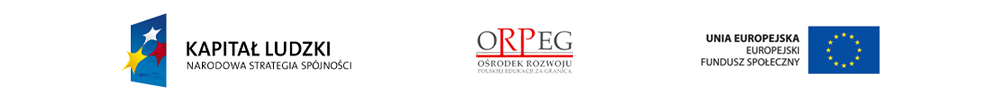 KAPITAŁ LUDZKI
NARODOWA STRATEGIA SPÓJNOŚCI
ORPEG
OŚRODEK ROZWOJU
POLSKIEJ EDUKACJI ZA GRANICĄ
UNIA EUROPEJSKA
EUROPEJSKI
FUNDUSZ SPOŁECZNY